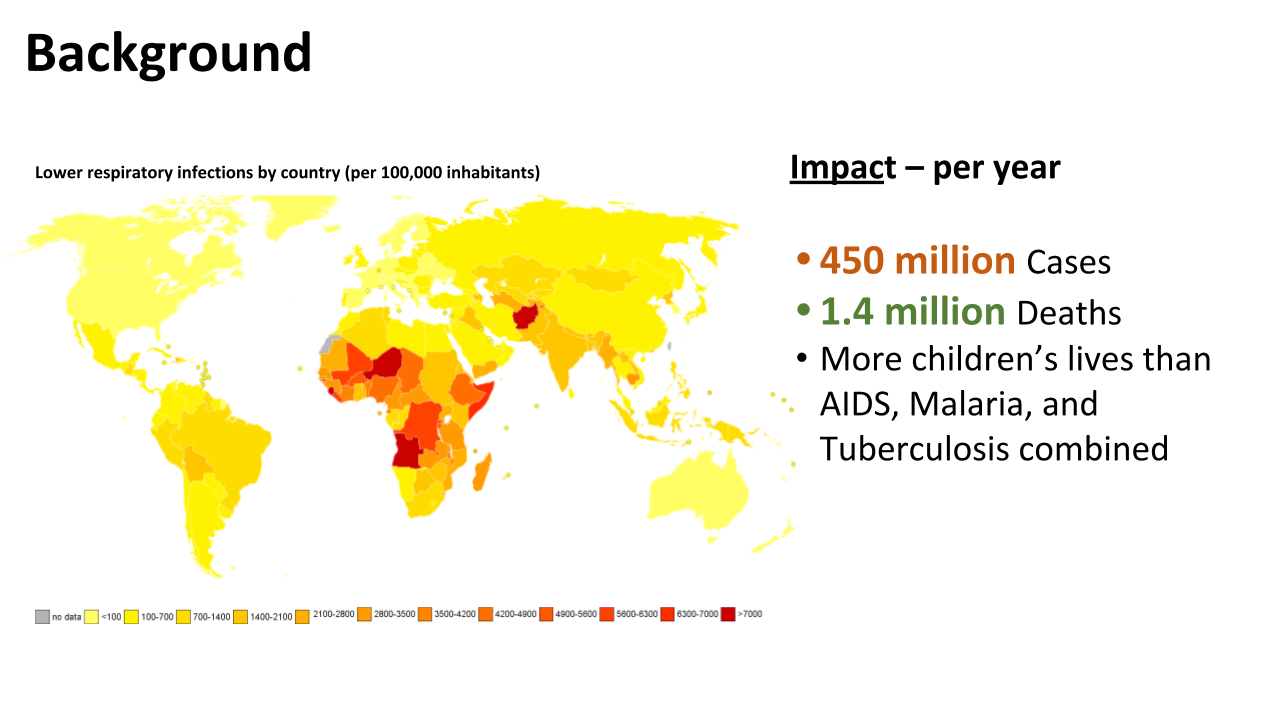 Background
Lower respiratory infections by country (per 100,000 inhabitants)
Impact – per year
• 450 million Cases
• 1.4 million Deaths
• More children’s lives than
AIDS, Malaria, and
Tuberculosis combined
no data <100 100-700 700-1400 1400-2100 2100-2800 2800-3500 3500-4200 4200-4900 4900-5600 5600-6300 6300-7000 >7000